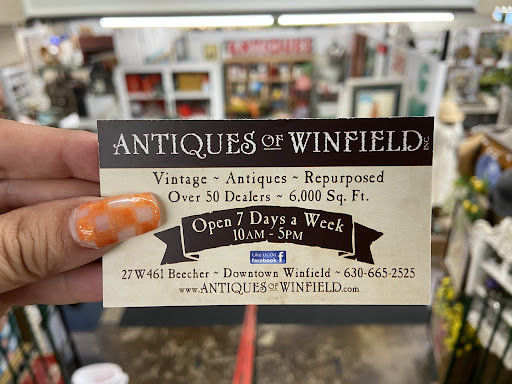 ANTIQUES
ANTIQUES OF WINFIELD INC.
Vintage ~ Antiques ~ Repurposed
Over 50 Dealers ~ 6,000 Sq. Ft.
Open 7 Days a Week
10AM - 5PM
Like Us On
facebook f
27W461 Beecher ~ Downtown Winfield ~ 630-665-2525
www.ANTIQUESOFWINFIELD.com